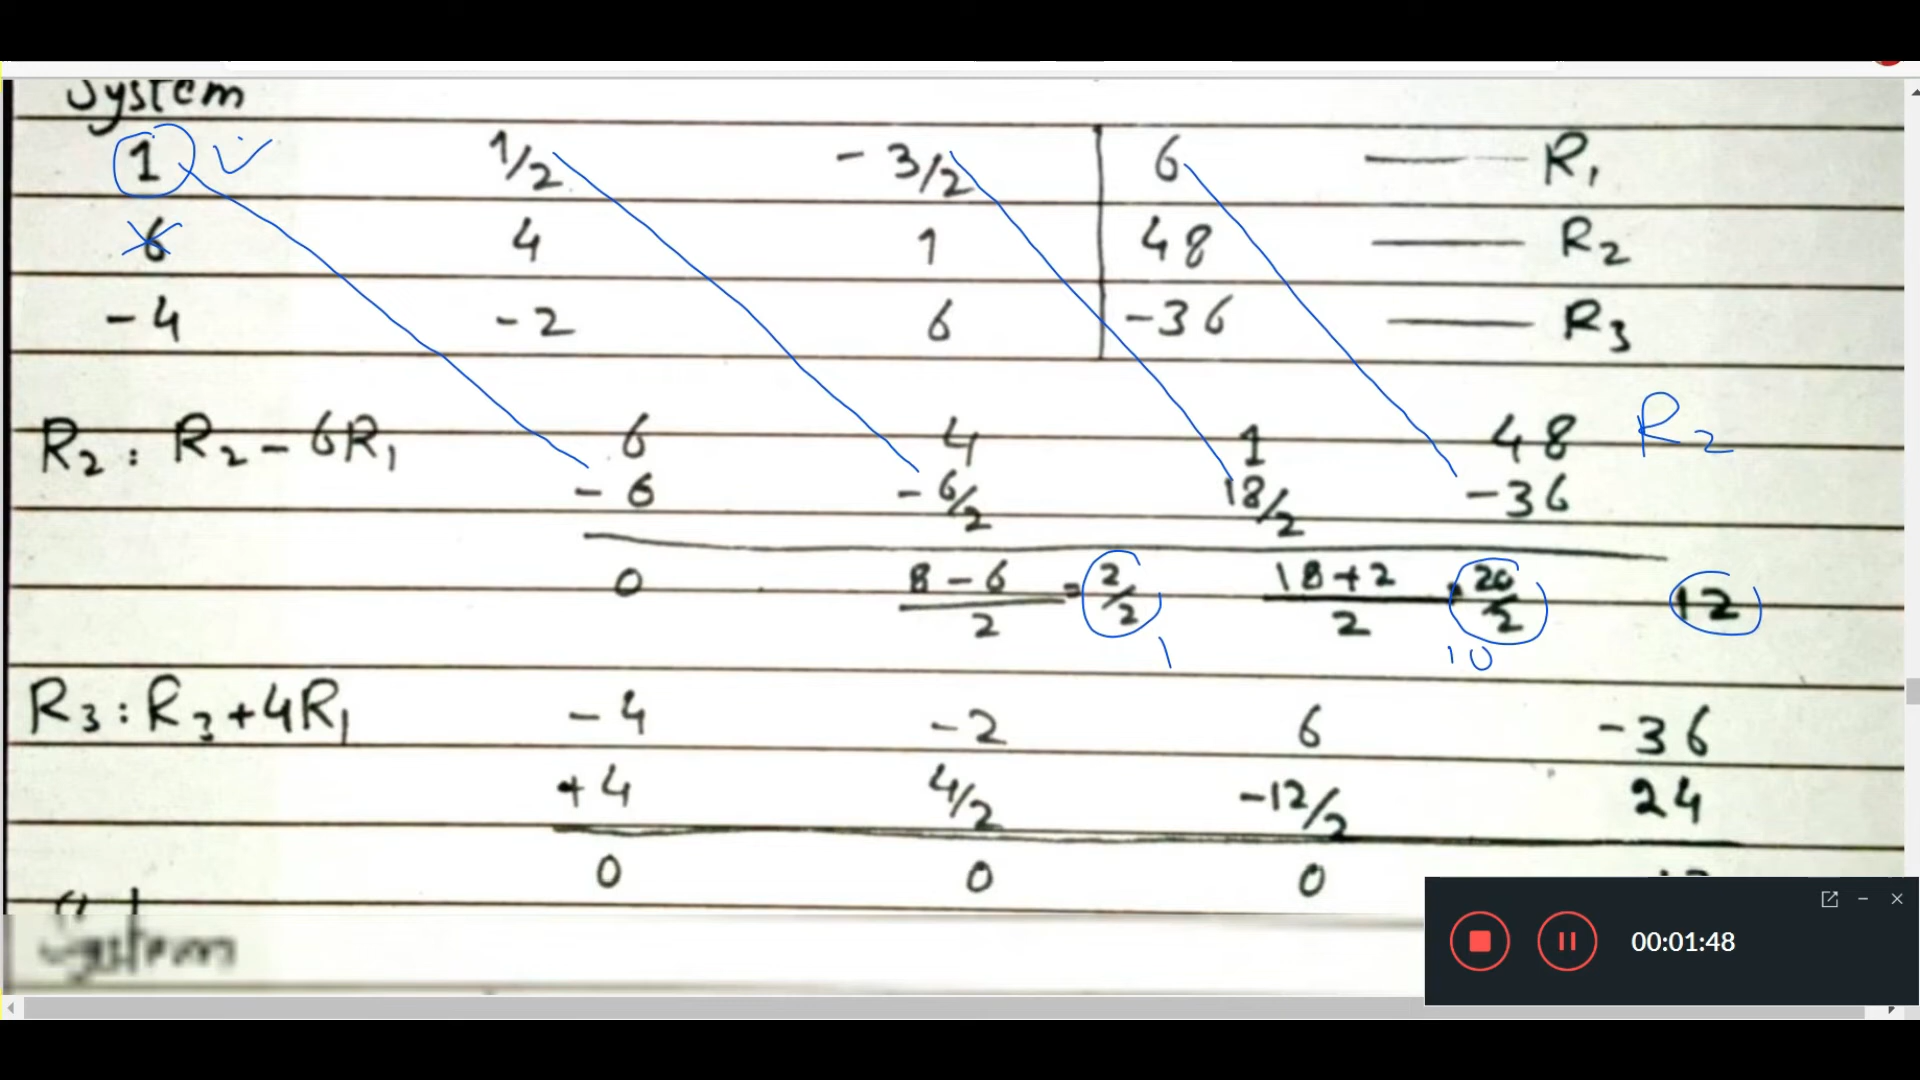 System
1 1/2 - 3/2 6 R1
6 4 1 48 R2
-4 -2 6 -36 R3
R2 : R2 - 6R1 6 4 1 48 R2
- 6 - 6/2 18/2 -36
0 8 - 6 / 2 = 2/2 18+2 / 2 = 20/2 12
1 10
R3 : R3 + 4R1 -4 -2 6 -36
+4 4/2 -12/2 24
0 0 0
System
00:01:48